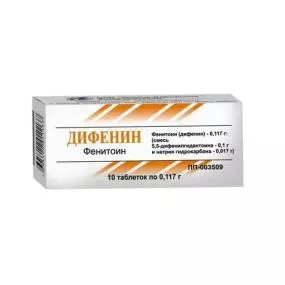 ДИФЕНИН
Фенитоин
Фенитоин (дифенин) - 0,117 г:
(смесь
5,5-дифенилгидантоина - 0,1 г
и натрия гидрокарбана - 0,017 г)
ЛП-003509
10 таблеток по 0,117 г